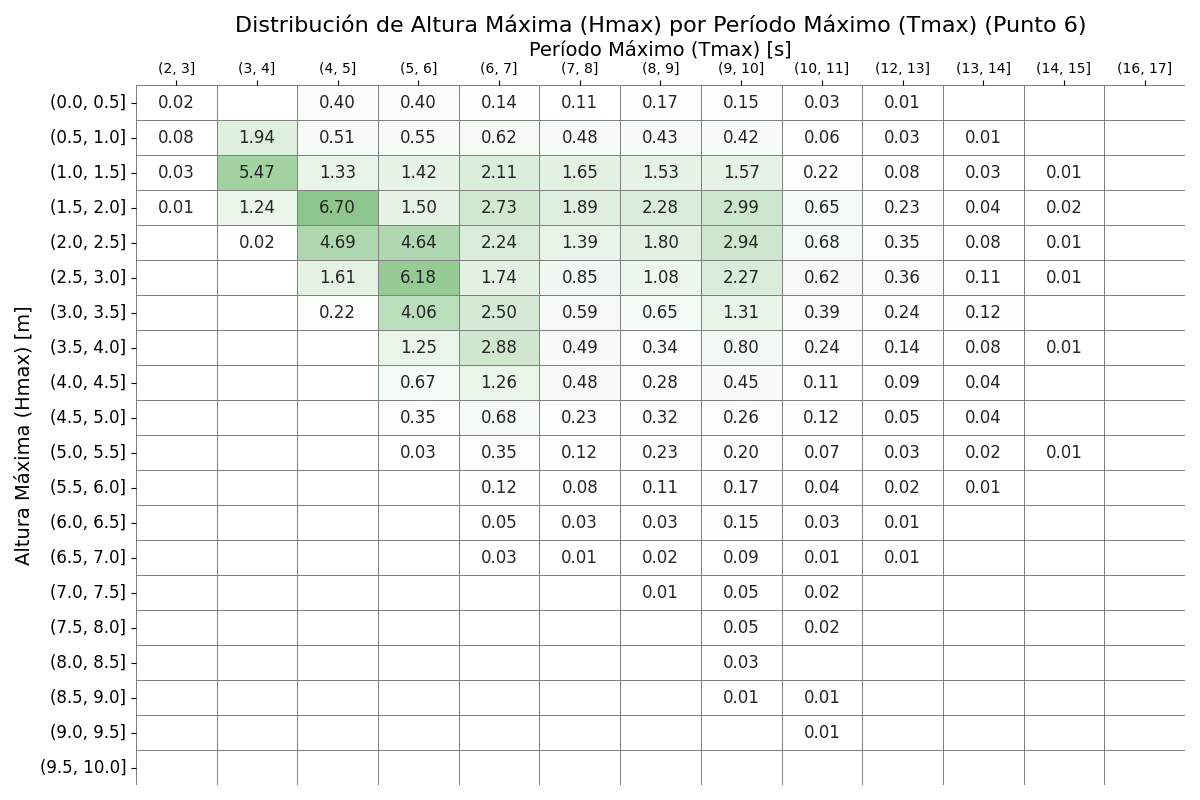 Distribución de Altura Máxima (Hmax) por Período Máximo (Tmax) (Punto 6)
Período Máximo (Tmax) [s]
(2, 3] (3, 4] (4, 5] (5, 6] (6, 7] (7, 8] (8, 9] (9, 10] (10, 11] (12, 13] (13, 14] (14, 15] (16, 17]
Altura Máxima (Hmax) [m]
(0.0, 0.5] 0.02 0.40 0.40 0.14 0.11 0.17 0.15 0.03 0.01
(0.5, 1.0] 0.08 1.94 0.51 0.55 0.62 0.48 0.43 0.42 0.06 0.03 0.01
(1.0, 1.5] 0.03 5.47 1.33 1.42 2.11 1.65 1.53 1.57 0.22 0.08 0.03 0.01
(1.5, 2.0] 0.01 1.24 6.70 1.50 2.73 1.89 2.28 2.99 0.65 0.23 0.04 0.02
(2.0, 2.5] 0.02 4.69 4.64 2.24 1.39 1.80 2.94 0.68 0.35 0.08 0.01
(2.5, 3.0] 1.61 6.18 1.74 0.85 1.08 2.27 0.62 0.36 0.11 0.01
(3.0, 3.5] 0.22 4.06 2.50 0.59 0.65 1.31 0.39 0.24 0.12
(3.5, 4.0] 1.25 2.88 0.49 0.34 0.80 0.24 0.14 0.08 0.01
(4.0, 4.5] 0.67 1.26 0.48 0.28 0.45 0.11 0.09 0.04
(4.5, 5.0] 0.35 0.68 0.23 0.32 0.26 0.12 0.05 0.04
(5.0, 5.5] 0.03 0.35 0.12 0.23 0.20 0.07 0.03 0.02 0.01
(5.5, 6.0] 0.12 0.08 0.11 0.17 0.04 0.02 0.01
(6.0, 6.5] 0.05 0.03 0.03 0.15 0.03 0.01
(6.5, 7.0] 0.03 0.01 0.02 0.09 0.01 0.01
(7.0, 7.5] 0.01 0.05 0.02
(7.5, 8.0] 0.05 0.02
(8.0, 8.5] 0.03
(8.5, 9.0] 0.01 0.01
(9.0, 9.5] 0.01
(9.5, 10.0]